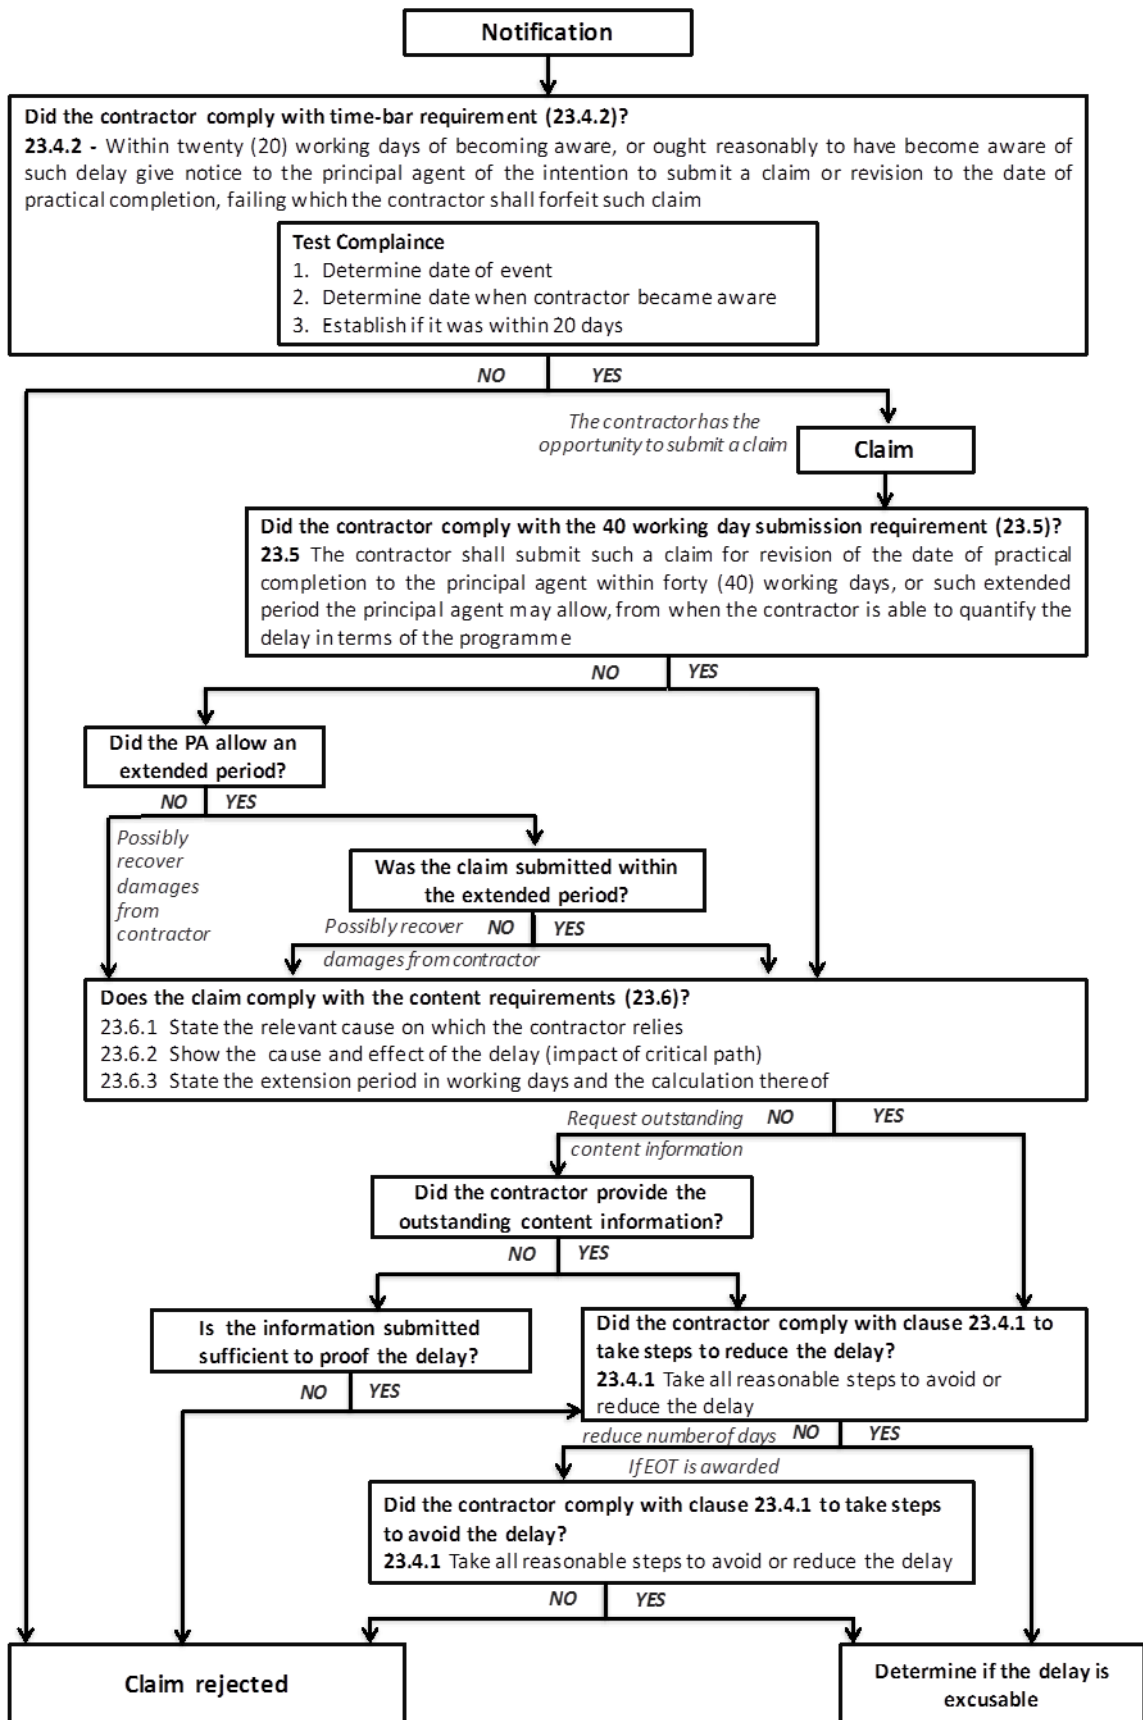 Notification
Did the contractor comply with time-bar requirement (23.4.2)?
23.4.2 - Within twenty (20) working days of becoming aware, or ought reasonably to have become aware of
such delay give notice to the principal agent of the intention to submit a claim or revision to the date of
practical completion, failing which the contractor shall forfeit such claim
Test Complaince
1. Determine date of event
2. Determine date when contractor became aware
3. Establish if it was within 20 days
NO YES
The contractor has the
opportunity to submit a claim
Claim
Did the contractor comply with the 40 working day submission requirement (23.5)?
23.5 The contractor shall submit such a claim for revision of the date of practical
completion to the principal agent within forty (40) working days, or such extended
period the principal agent may allow, from when the contractor is able to quantify the
delay in terms of the programme
NO YES
Did the PA allow an
extended period?
NO YES
Possibly
recover
damages
from
contractor
Was the claim submitted within
the extended period?
Possibly recover NO YES
damages from contractor
Does the claim comply with the content requirements (23.6)?
23.6.1 State the relevant cause on which the contractor relies
23.6.2 Show the cause and effect of the delay (impact of critical path)
23.6.3 State the extension period in working days and the calculation thereof
Request outstanding NO YES
content information
Did the contractor provide the
outstanding content information?
NO YES
Is the information submitted
sufficient to proof the delay?
NO YES
Did the contractor comply with clause 23.4.1 to
take steps to reduce the delay?
23.4.1 Take all reasonable steps to avoid or
reduce the delay
reduce number of days NO YES
If EOT is awarded
Did the contractor comply with clause 23.4.1 to take steps
to avoid the delay?
23.4.1 Take all reasonable steps to avoid or reduce the delay
NO YES
Claim rejected
Determine if the delay is
excusable